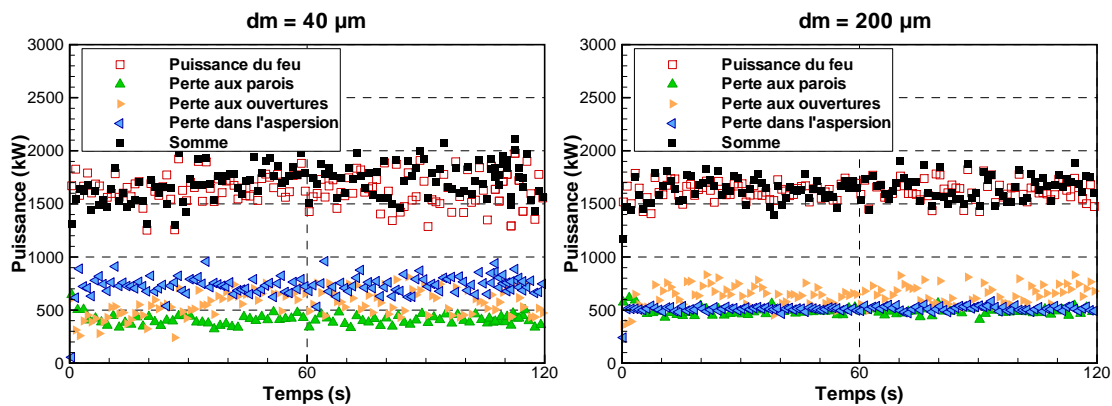 dm = 40 µm
3000
2500
2000
1500
1000
500
0
Puissance (kW)
Puissance du feu
Perte aux parois
Perte aux ouvertures
Perte dans l'aspersion
Somme
0
60
120
Temps (s)
dm = 200 µm
3000
2500
2000
1500
1000
500
0
Puissance (kW)
Puissance du feu
Perte aux parois
Perte aux ouvertures
Perte dans l'aspersion
Somme
0
60
120
Temps (s)